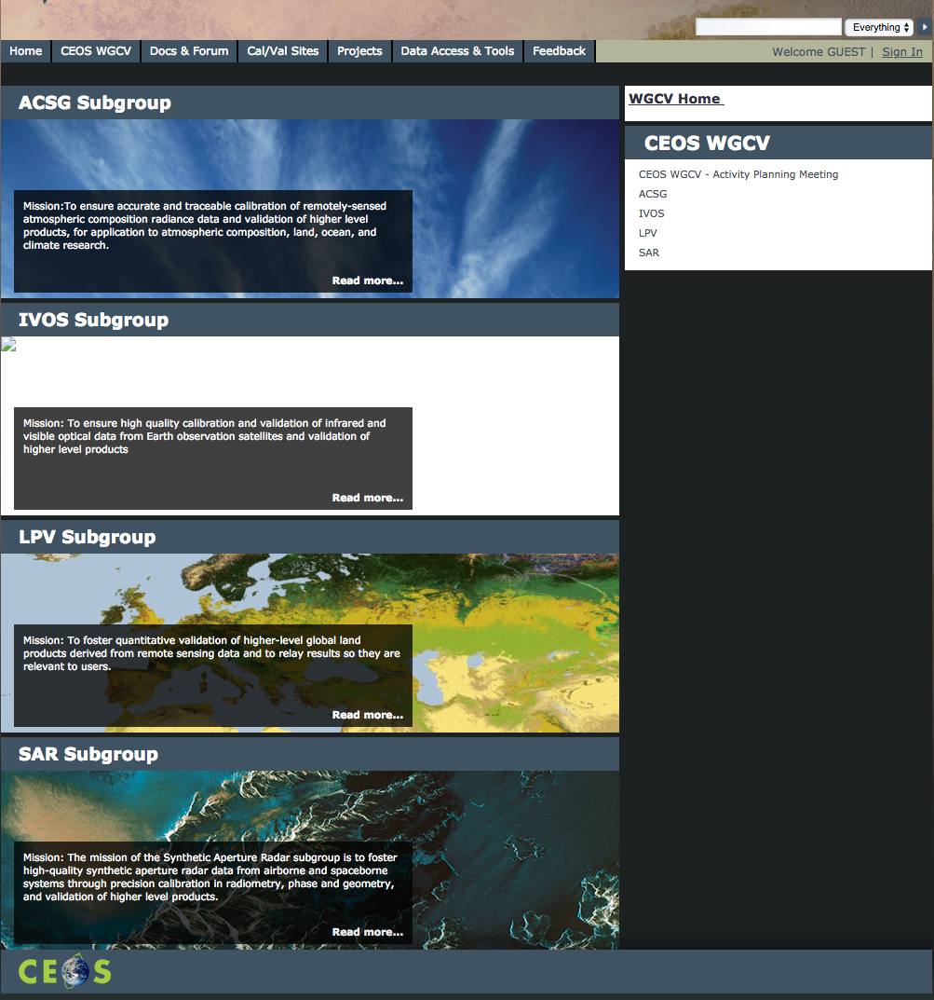 Everything
Home
CEOS WGCV
Docs & Forum
Cal/Val Sites
Projects
Data Access & Tools
Feedback
Welcome GUEST | Sign In
ACSG Subgroup
Mission:To ensure accurate and traceable calibration of remotely-sensed
atmospheric composition radiance data and validation of higher level
products, for application to atmospheric composition, land, ocean, and
climate research.
Read more...
IVOS Subgroup
Mission: To ensure high quality calibration and validation of infrared and
visible optical data from Earth observation satellites and validation of
higher level products
Read more...
LPV Subgroup
Mission: To foster quantitative validation of higher-level global land
products derived from remote sensing data and to relay results so they are
relevant to users.
Read more...
SAR Subgroup
Mission: The mission of the Synthetic Aperture Radar subgroup is to foster
high-quality synthetic aperture radar data from airborne and spaceborne
systems through precision calibration in radiometry, phase and geometry,
and validation of higher level products.
Read more...
WGCV Home
CEOS WGCV
CEOS WGCV - Activity Planning Meeting
ACSG
IVOS
LPV
SAR
CEOS